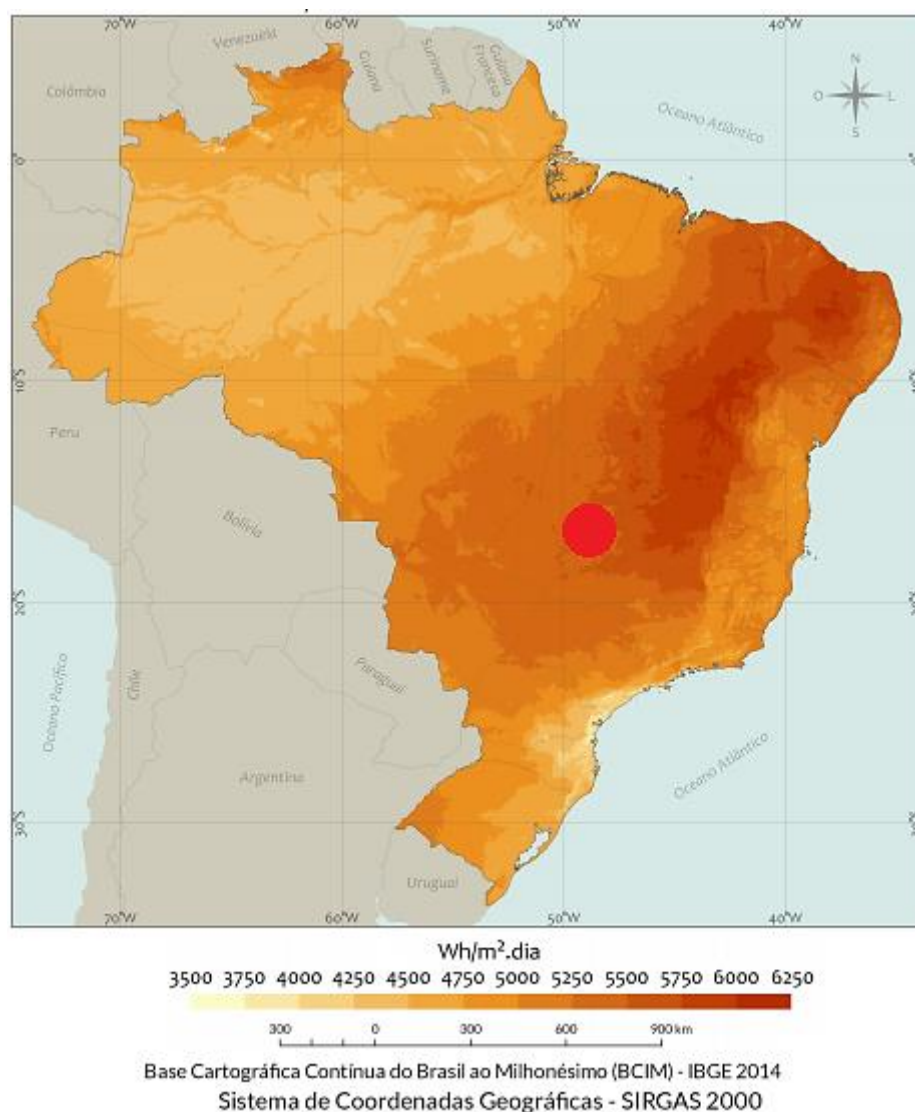 70°W 60°W 50°W 40°W
Venezuela
Guiana
Suriname
Guiana
Francesa
Colômbia
N
O L
S
Oceano Atlântico
0
10°S
Peru
Bolívia
20°S
Paraguai
Chile
Oceano Pacífico
Oceano Atlântico
Argentina
30°S
Uruguai
70°W 60°W 50°W 40°W
Wh/m².dia
3500 3750 4000 4250 4500 4750 5000 5250 5500 5750 6000 6250
300 0 300 600 900 km
Base Cartográfica Contínua do Brasil ao Milhonésimo (BCIM) - IBGE 2014
Sistema de Coordenadas Geográficas - SIRGAS 2000